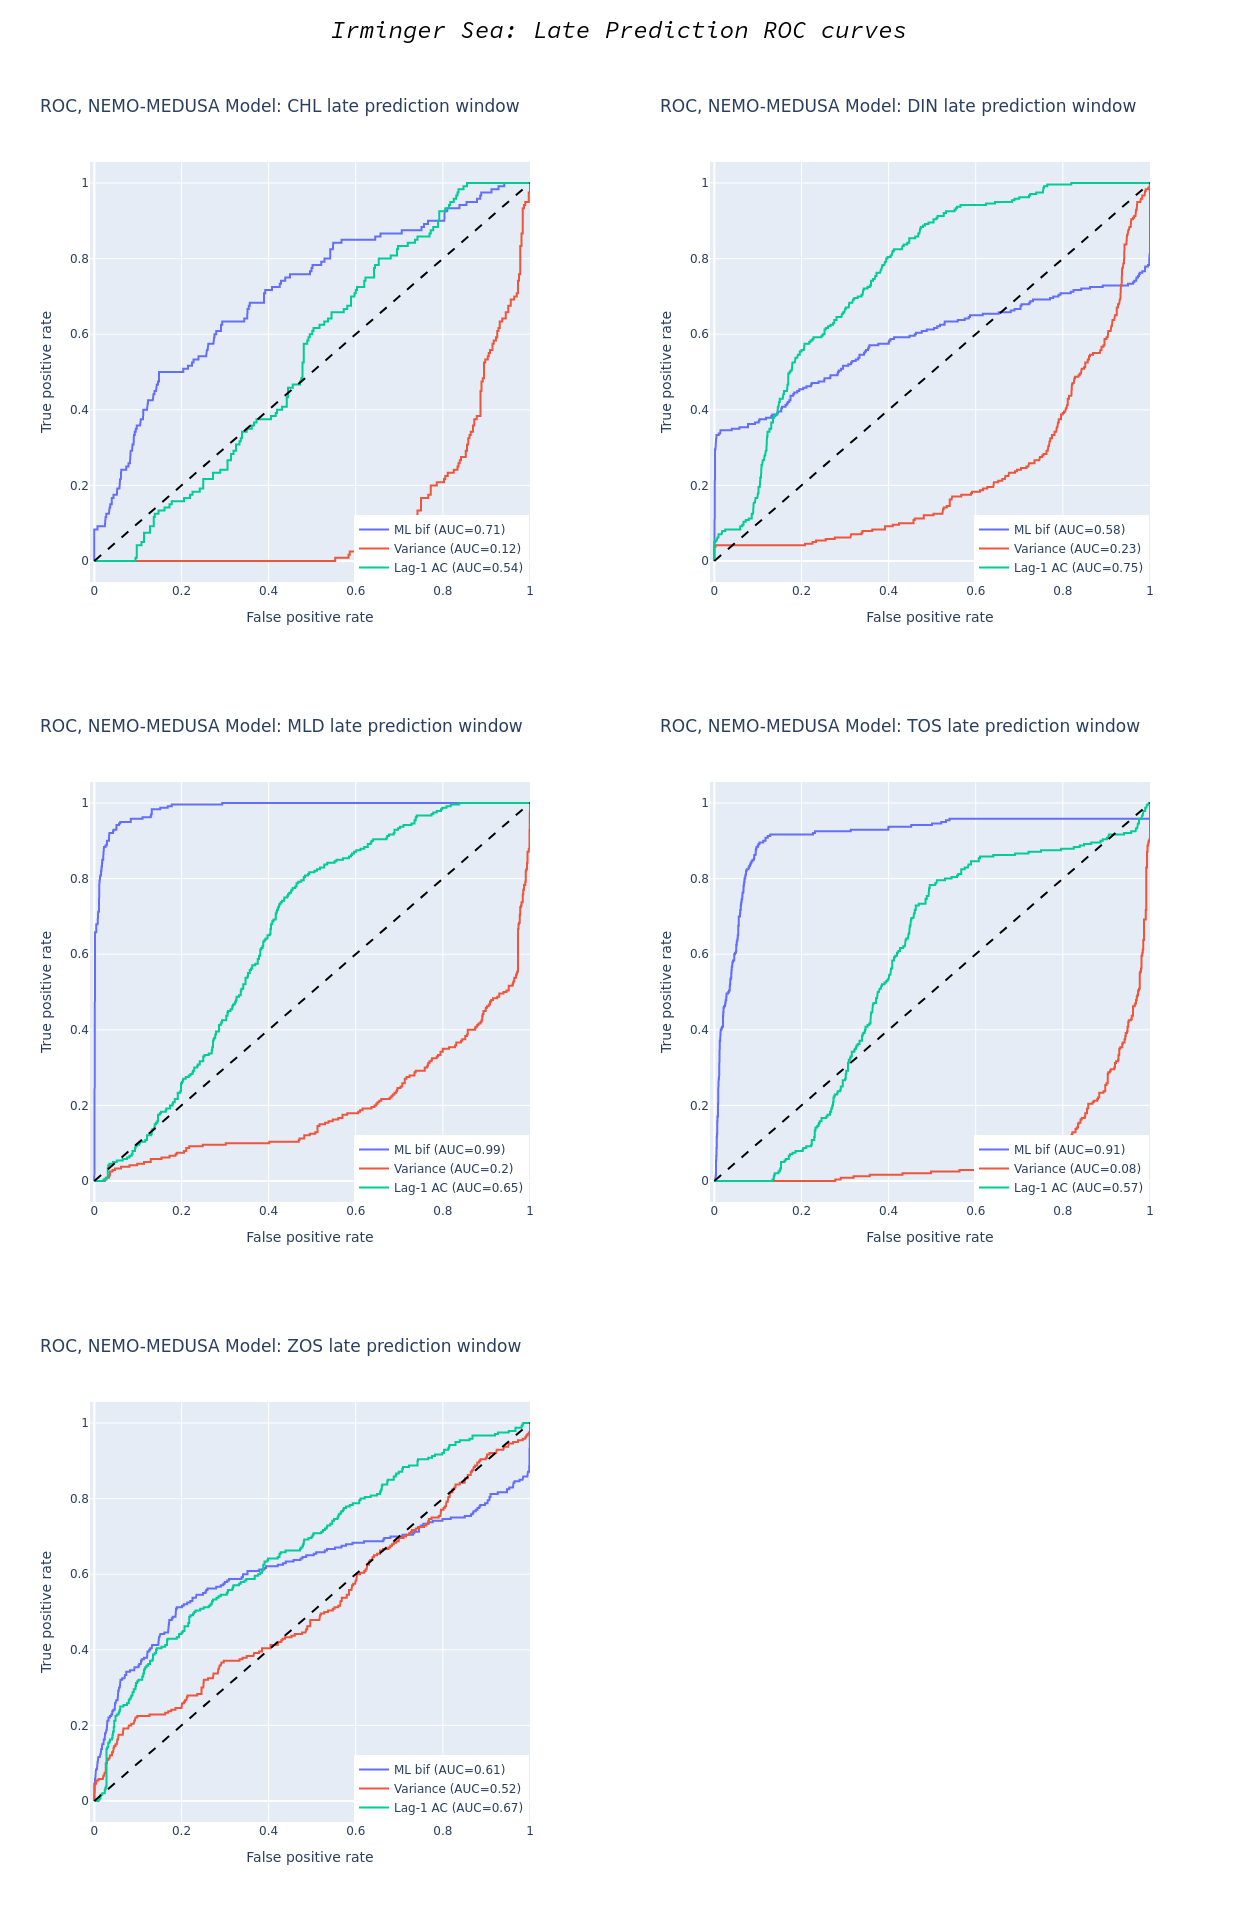 Irminger Sea: Late Prediction ROC curves
ROC, NEMO-MEDUSA Model: CHL late prediction window
True positive rate
1
0.8
0.6
0.4
0.2
0
ML bif (AUC=0.71)
Variance (AUC=0.12)
Lag-1 AC (AUC=0.54)
0 0.2 0.4 0.6 0.8 1
False positive rate
ROC, NEMO-MEDUSA Model: DIN late prediction window
True positive rate
1
0.8
0.6
0.4
0.2
0
ML bif (AUC=0.58)
Variance (AUC=0.23)
Lag-1 AC (AUC=0.75)
0 0.2 0.4 0.6 0.8 1
False positive rate
ROC, NEMO-MEDUSA Model: MLD late prediction window
True positive rate
1
0.8
0.6
0.4
0.2
0
ML bif (AUC=0.99)
Variance (AUC=0.2)
Lag-1 AC (AUC=0.65)
0 0.2 0.4 0.6 0.8 1
False positive rate
ROC, NEMO-MEDUSA Model: TOS late prediction window
True positive rate
1
0.8
0.6
0.4
0.2
0
ML bif (AUC=0.91)
Variance (AUC=0.08)
Lag-1 AC (AUC=0.57)
0 0.2 0.4 0.6 0.8 1
False positive rate
ROC, NEMO-MEDUSA Model: ZOS late prediction window
True positive rate
1
0.8
0.6
0.4
0.2
0
ML bif (AUC=0.61)
Variance (AUC=0.52)
Lag-1 AC (AUC=0.67)
0 0.2 0.4 0.6 0.8 1
False positive rate